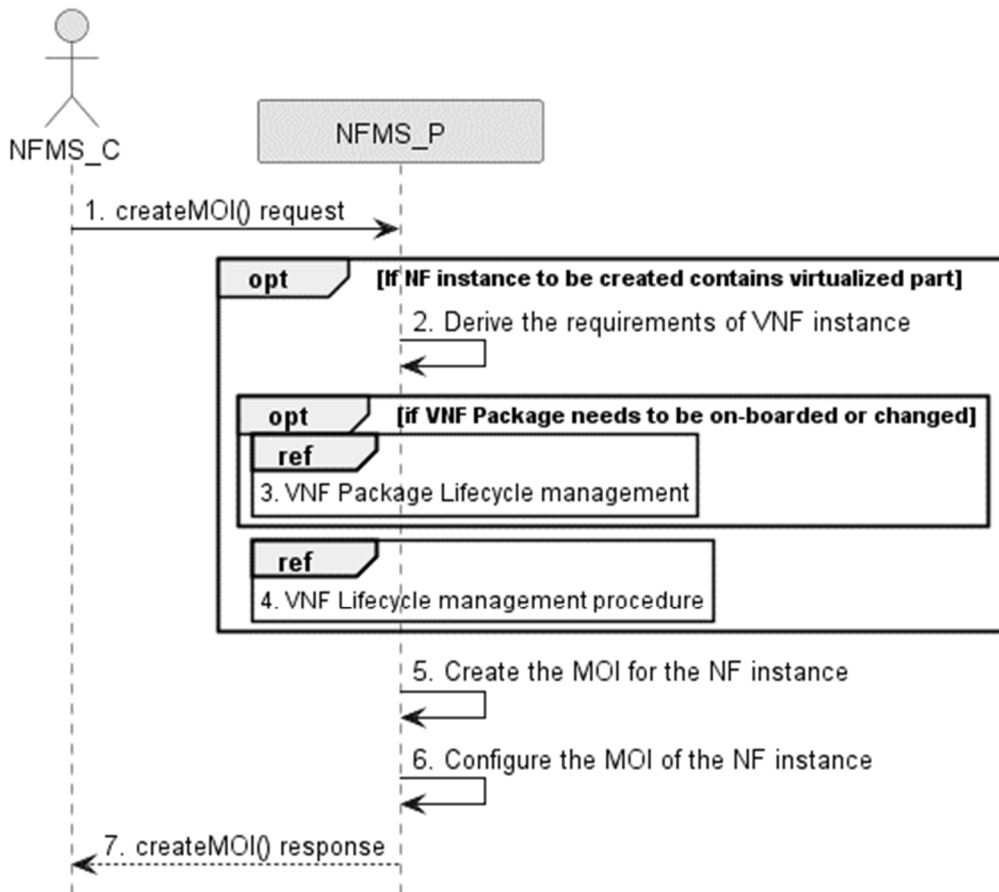 NFMS_C
NFMS_P
1. createMOI() request
opt [If NF instance to be created contains virtualized part]
2. Derive the requirements of VNF instance
opt [if VNF Package needs to be on-boarded or changed]
ref
3. VNF Package Lifecycle management
ref
4. VNF Lifecycle management procedure
5. Create the MOI for the NF instance
6. Configure the MOI of the NF instance
7. createMOI() response